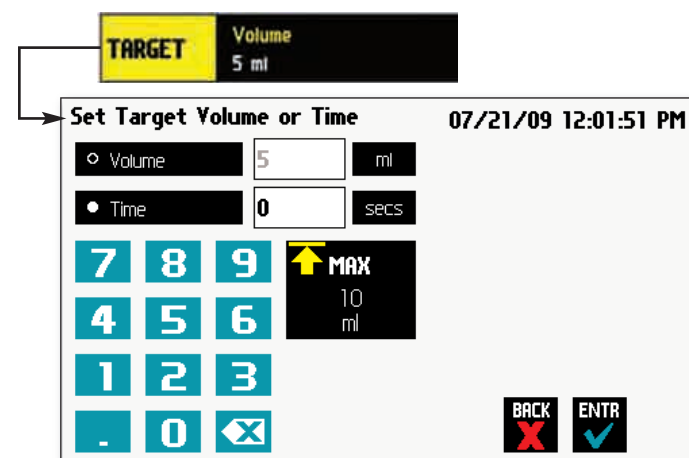 TARGET Volume
5 ml
Set Target Volume or Time 07/21/09 12:01:51 PM
Volume 5 ml
Time 0 secs
7 8 9 MAX
10
ml
4 5 6
1 2 3
. 0
BACK ENTR